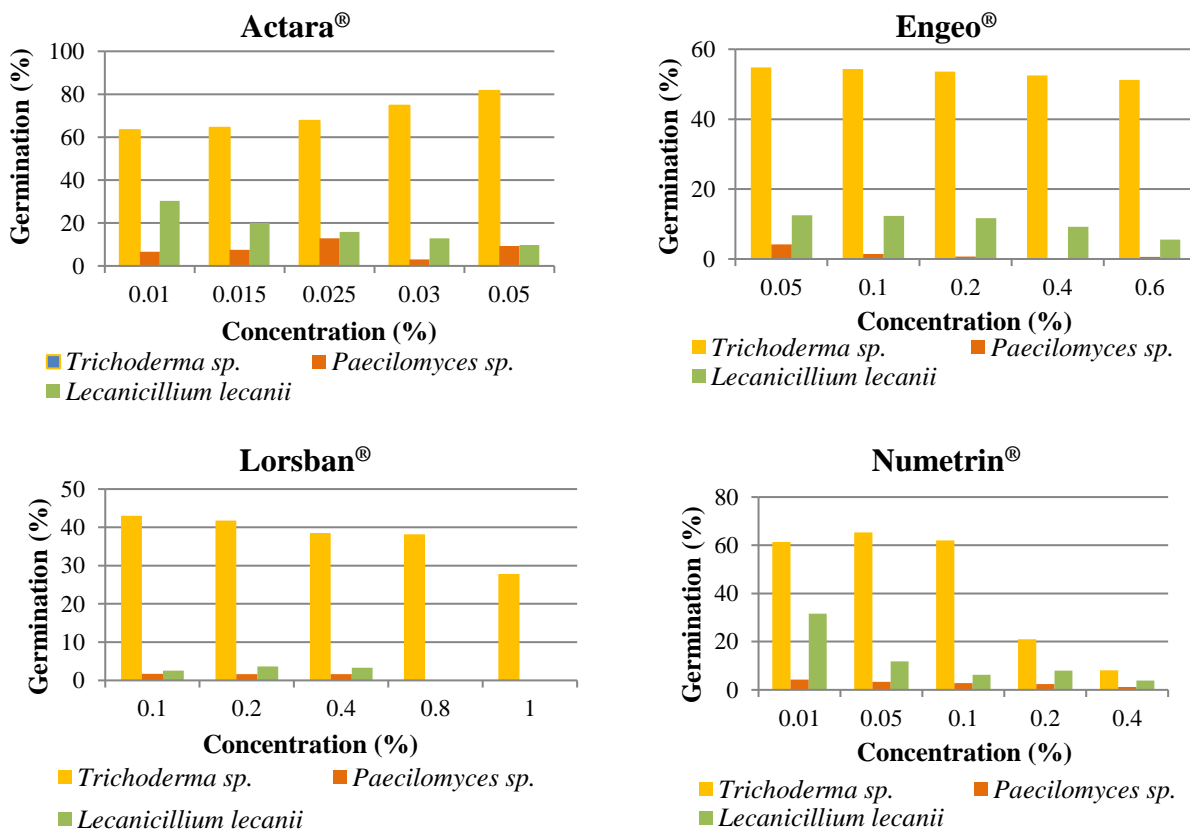 Actara®
Germination (%)
100
80
60
40
20
0
0.01 0.015 0.025 0.03 0.05
Concentration (%)
Trichoderma sp. Paecilomyces sp.
Lecanicillium lecanii
Engeo®
Germination (%)
60
40
20
0
0.05 0.1 0.2 0.4 0.6
Concentration (%)
Trichoderma sp. Paecilomyces sp.
Lecanicillium lecanii
Lorsban®
Germination (%)
50
40
30
20
10
0
0.1 0.2 0.4 0.8 1
Concentration (%)
Trichoderma sp. Paecilomyces sp.
Lecanicillium lecanii
Numetrin®
Germination (%)
80
60
40
20
0
0.01 0.05 0.1 0.2 0.4
Concentration (%)
Trichoderma sp. Paecilomyces sp.
Lecanicillium lecanii